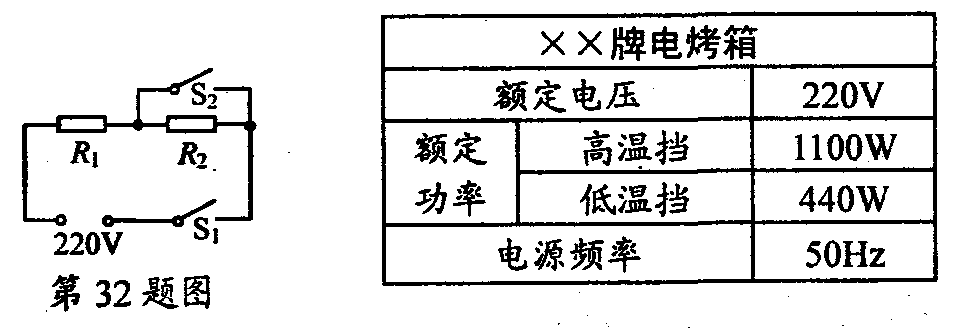 S2
R1 R2
220V S1
第 32 题图
××牌电烤箱
额定电压 220V
额定功率 高温挡 1100W
低温挡 440W
电源频率 50Hz